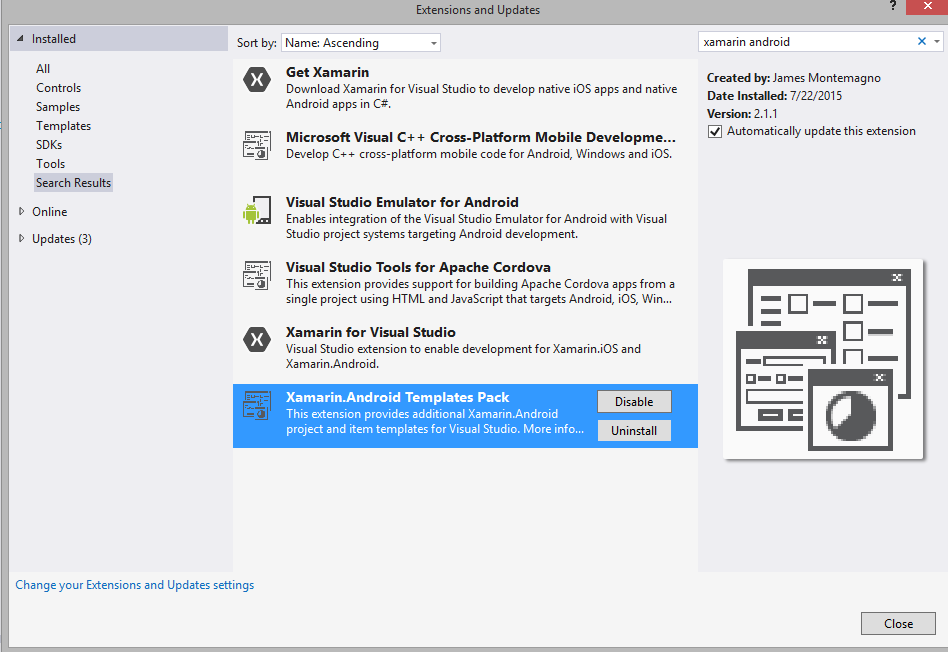 Extensions and Updates
?
Installed
All
Controls
Samples
Templates
SDKs
Tools
Search Results
Online
Updates (3)
Sort by: Name: Ascending
Get Xamarin
Download Xamarin for Visual Studio to develop native iOS apps and native
Android apps in C#.
Microsoft Visual C++ Cross-Platform Mobile Developme...
Develop C++ cross-platform mobile code for Android, Windows and iOS.
Visual Studio Emulator for Android
Enables integration of the Visual Studio Emulator for Android with Visual
Studio project systems targeting Android development.
Visual Studio Tools for Apache Cordova
This extension provides support for building Apache Cordova apps from a
single project using HTML and JavaScript that targets Android, iOS, Win...
Xamarin for Visual Studio
Visual Studio extension to enable development for Xamarin.iOS and
Xamarin.Android.
Xamarin.Android Templates Pack
This extension provides additional Xamarin.Android
project and item templates for Visual Studio. More info...
Disable
Uninstall
xamarin android
Created by: James Montemagno
Date Installed: 7/22/2015
Version: 2.1.1
Automatically update this extension
Change your Extensions and Updates settings
Close